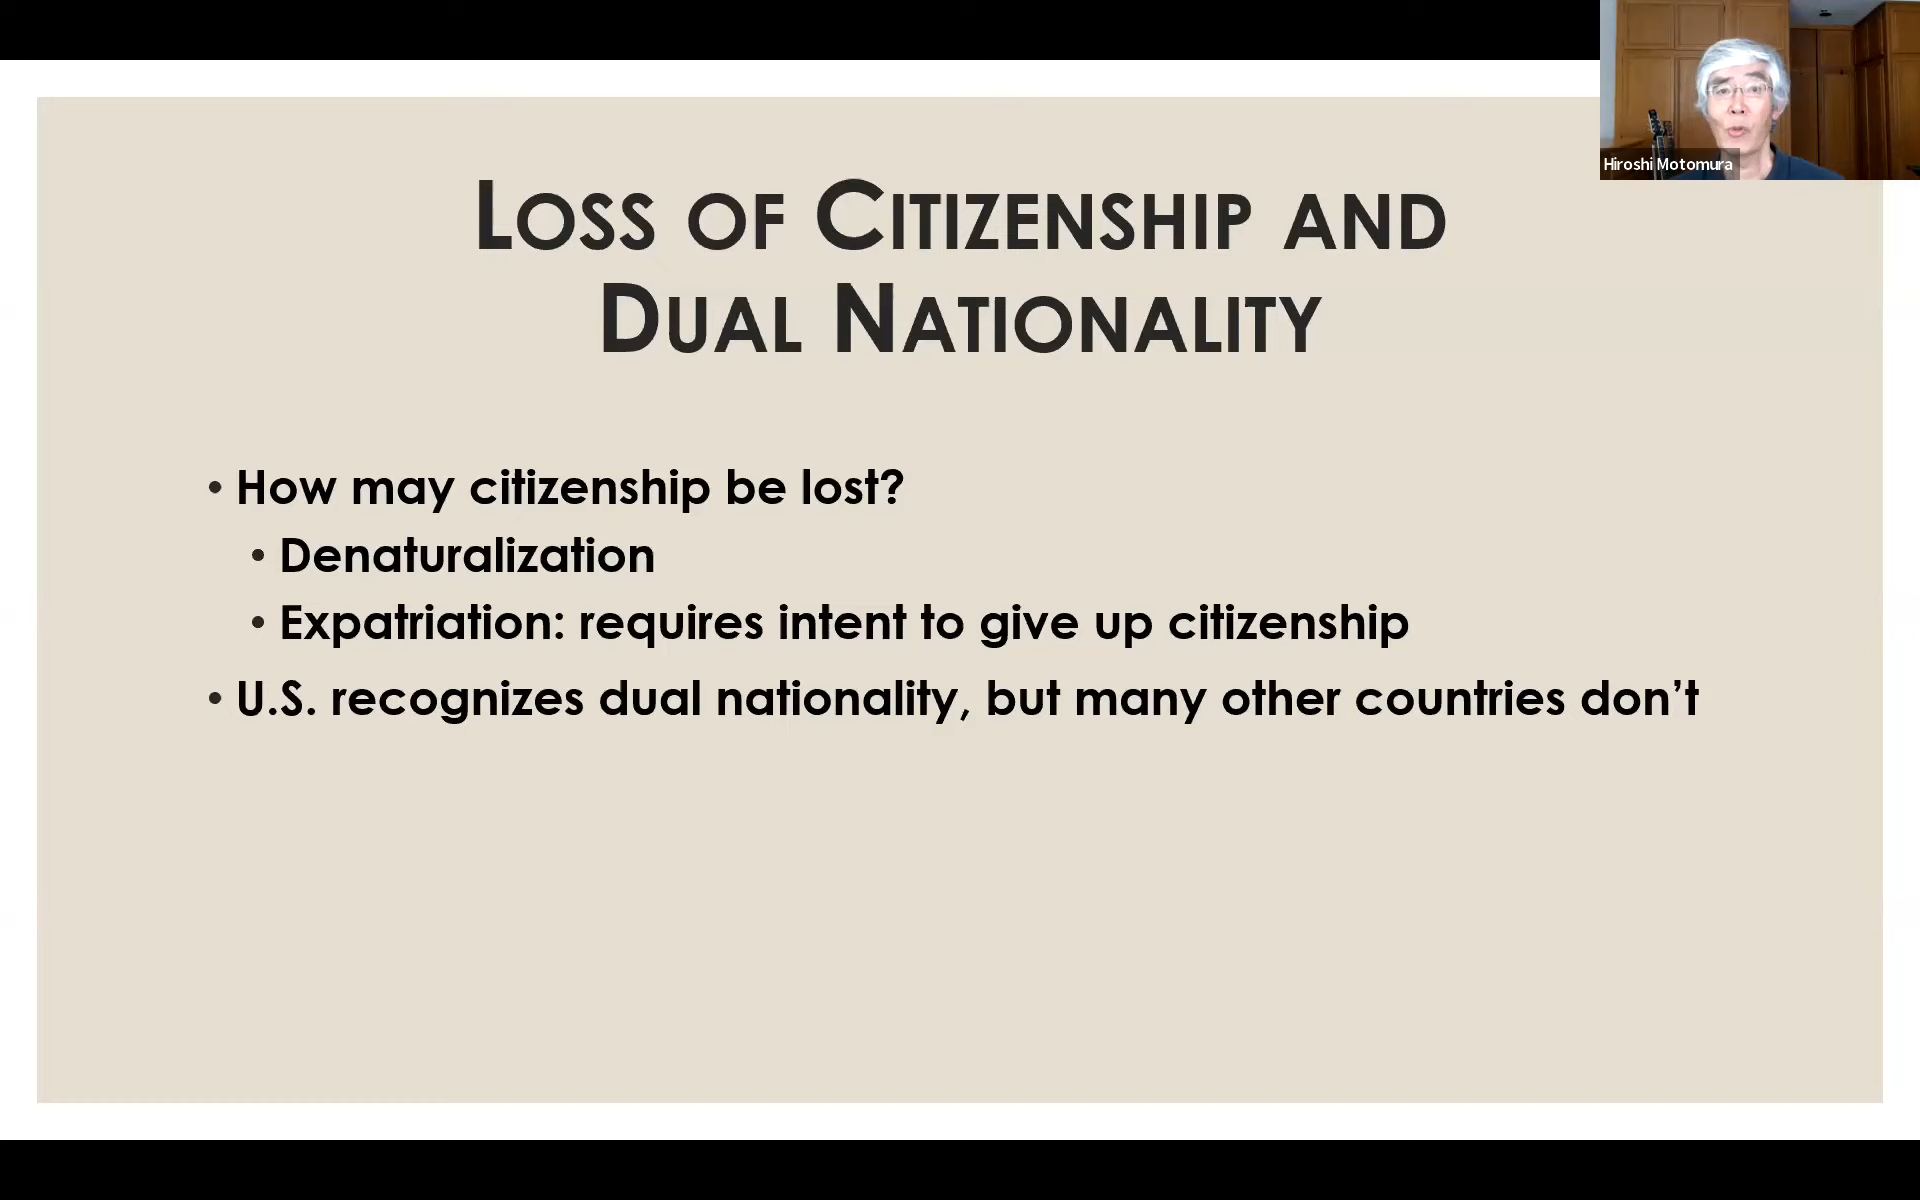 Hiroshi Motomura
LOSS OF CITIZENSHIP AND
DUAL NATIONALITY
• How may citizenship be lost?
• Denaturalization
• Expatriation: requires intent to give up citizenship
• U.S. recognizes dual nationality, but many other countries don’t